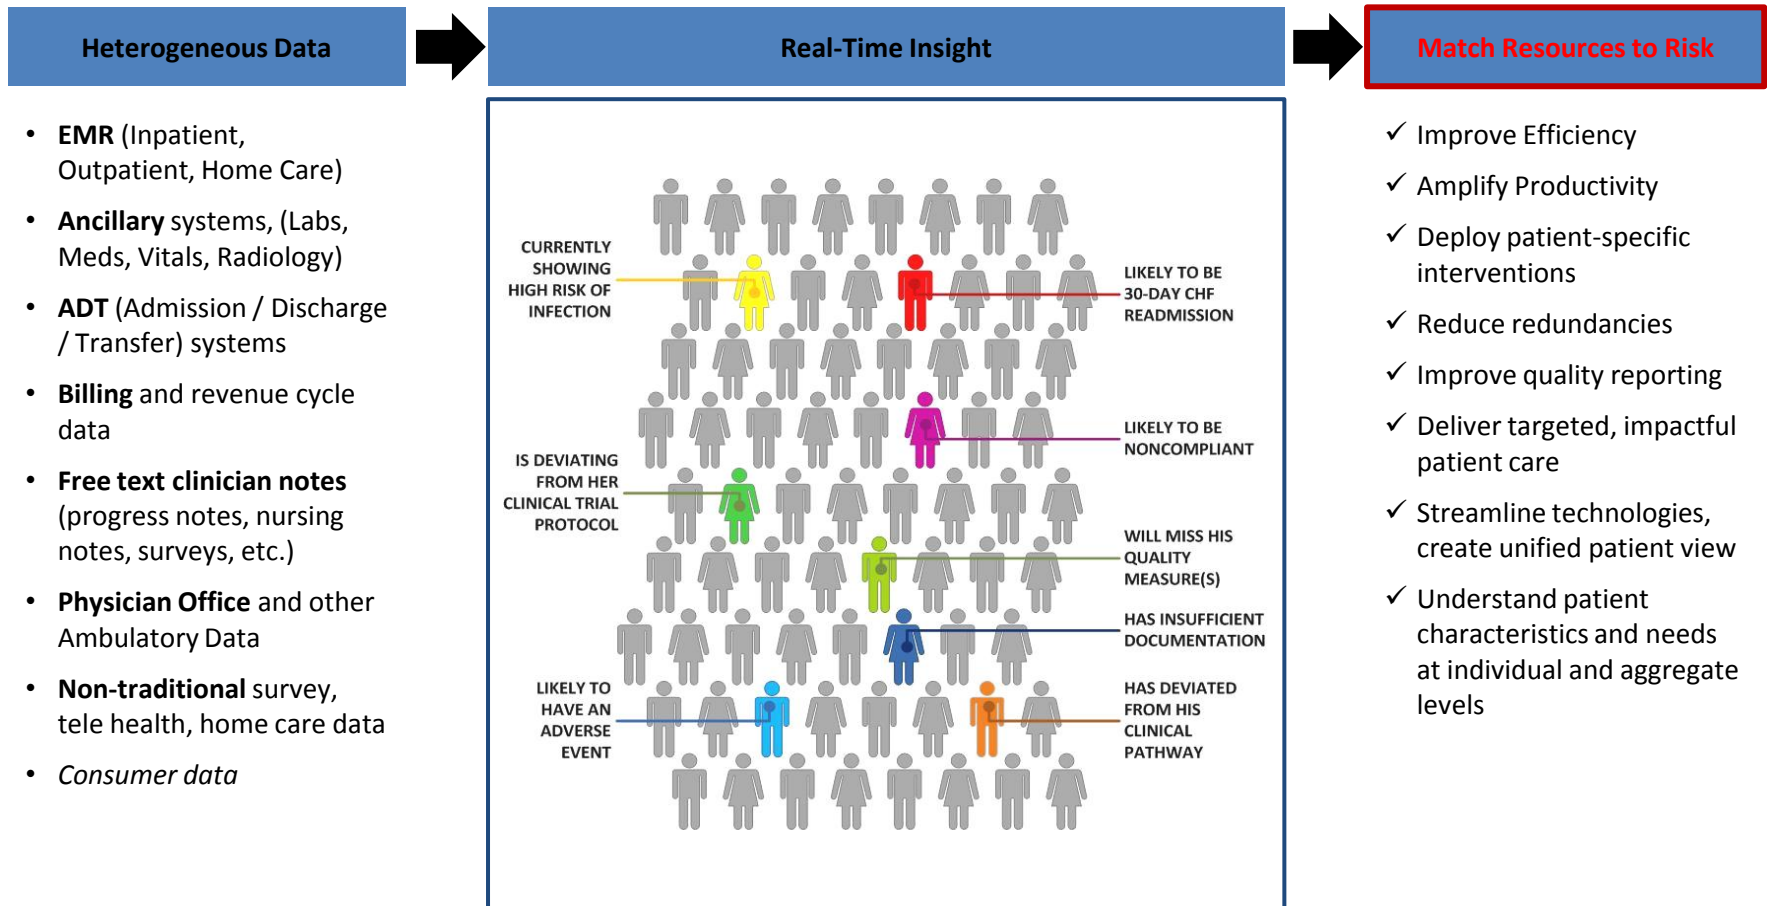 Heterogeneous Data
Real-Time Insight
Match Resources to Risk
• EMR (Inpatient,
Outpatient, Home Care)
• Ancillary systems, (Labs,
Meds, Vitals, Radiology)
• ADT (Admission / Discharge
/ Transfer) systems
• Billing and revenue cycle
data
• Free text clinician notes
(progress notes, nursing
notes, surveys, etc.)
• Physician Office and other
Ambulatory Data
• Non-traditional survey,
tele health, home care data
• Consumer data
CURRENTLY
SHOWING
HIGH RISK OF
INFECTION
LIKELY TO BE
30-DAY CHF
READMISSION
LIKELY TO BE
NONCOMPLIANT
IS DEVIATING
FROM HER
CLINICAL TRIAL
PROTOCOL
WILL MISS HIS
QUALITY
MEASURE(S)
HAS INSUFFICIENT
DOCUMENTATION
LIKELY TO
HAVE AN
ADVERSE
EVENT
HAS DEVIATED
FROM HIS
CLINICAL
PATHWAY
✓ Improve Efficiency
✓ Amplify Productivity
✓ Deploy patient-specific
interventions
✓ Reduce redundancies
✓ Improve quality reporting
✓ Deliver targeted, impactful
patient care
✓ Streamline technologies,
create unified patient view
✓ Understand patient
characteristics and needs
at individual and aggregate
levels